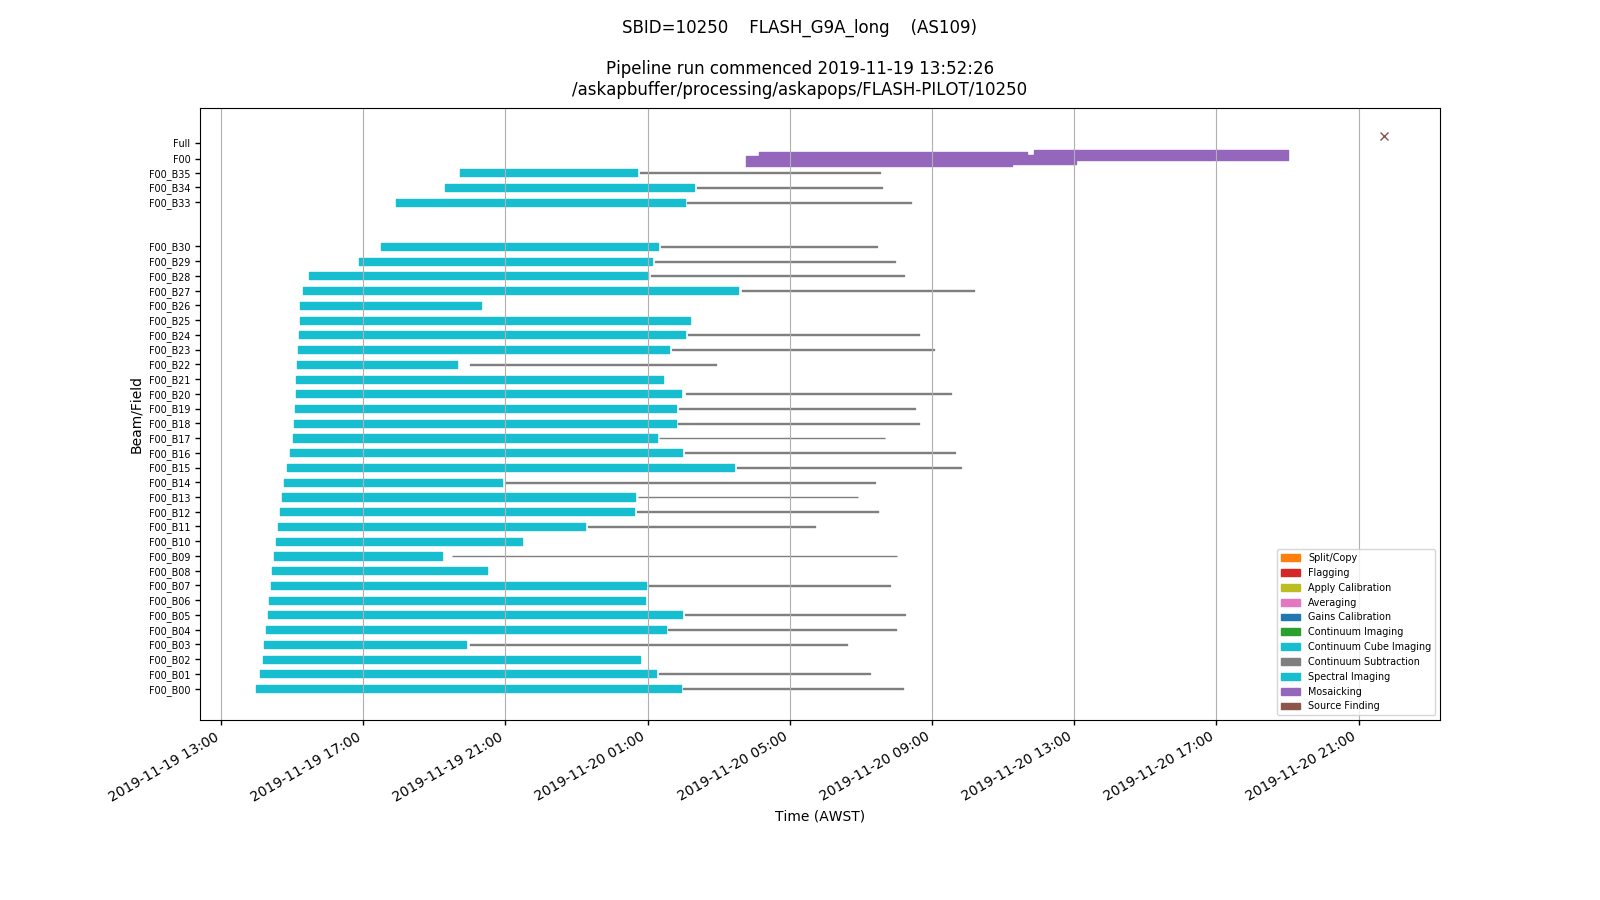 SBID=10250 FLASH_G9A_long (AS109)
Pipeline run commenced 2019-11-19 13:52:26
/askapbuffer/processing/askapops/FLASH-PILOT/10250
Full
F00
F00_B35
F00_B34
F00_B33
F00_B30
F00_B29
F00_B28
F00_B27
F00_B26
F00_B25
F00_B24
F00_B23
F00_B22
F00_B21
F00_B20
F00_B19
F00_B18
F00_B17
F00_B16
F00_B15
F00_B14
F00_B13
F00_B12
F00_B11
F00_B10
F00_B09
F00_B08
F00_B07
F00_B06
F00_B05
F00_B04
F00_B03
F00_B02
F00_B01
F00_B00
Beam/Field
Split/Copy
Flagging
Apply Calibration
Averaging
Gains Calibration
Continuum Imaging
Continuum Cube Imaging
Continuum Subtraction
Spectral Imaging
Mosaicking
Source Finding
2019-11-19 13:00
2019-11-19 17:00
2019-11-19 21:00
2019-11-20 01:00
2019-11-20 05:00
2019-11-20 09:00
2019-11-20 13:00
2019-11-20 17:00
2019-11-20 21:00
Time (AWST)